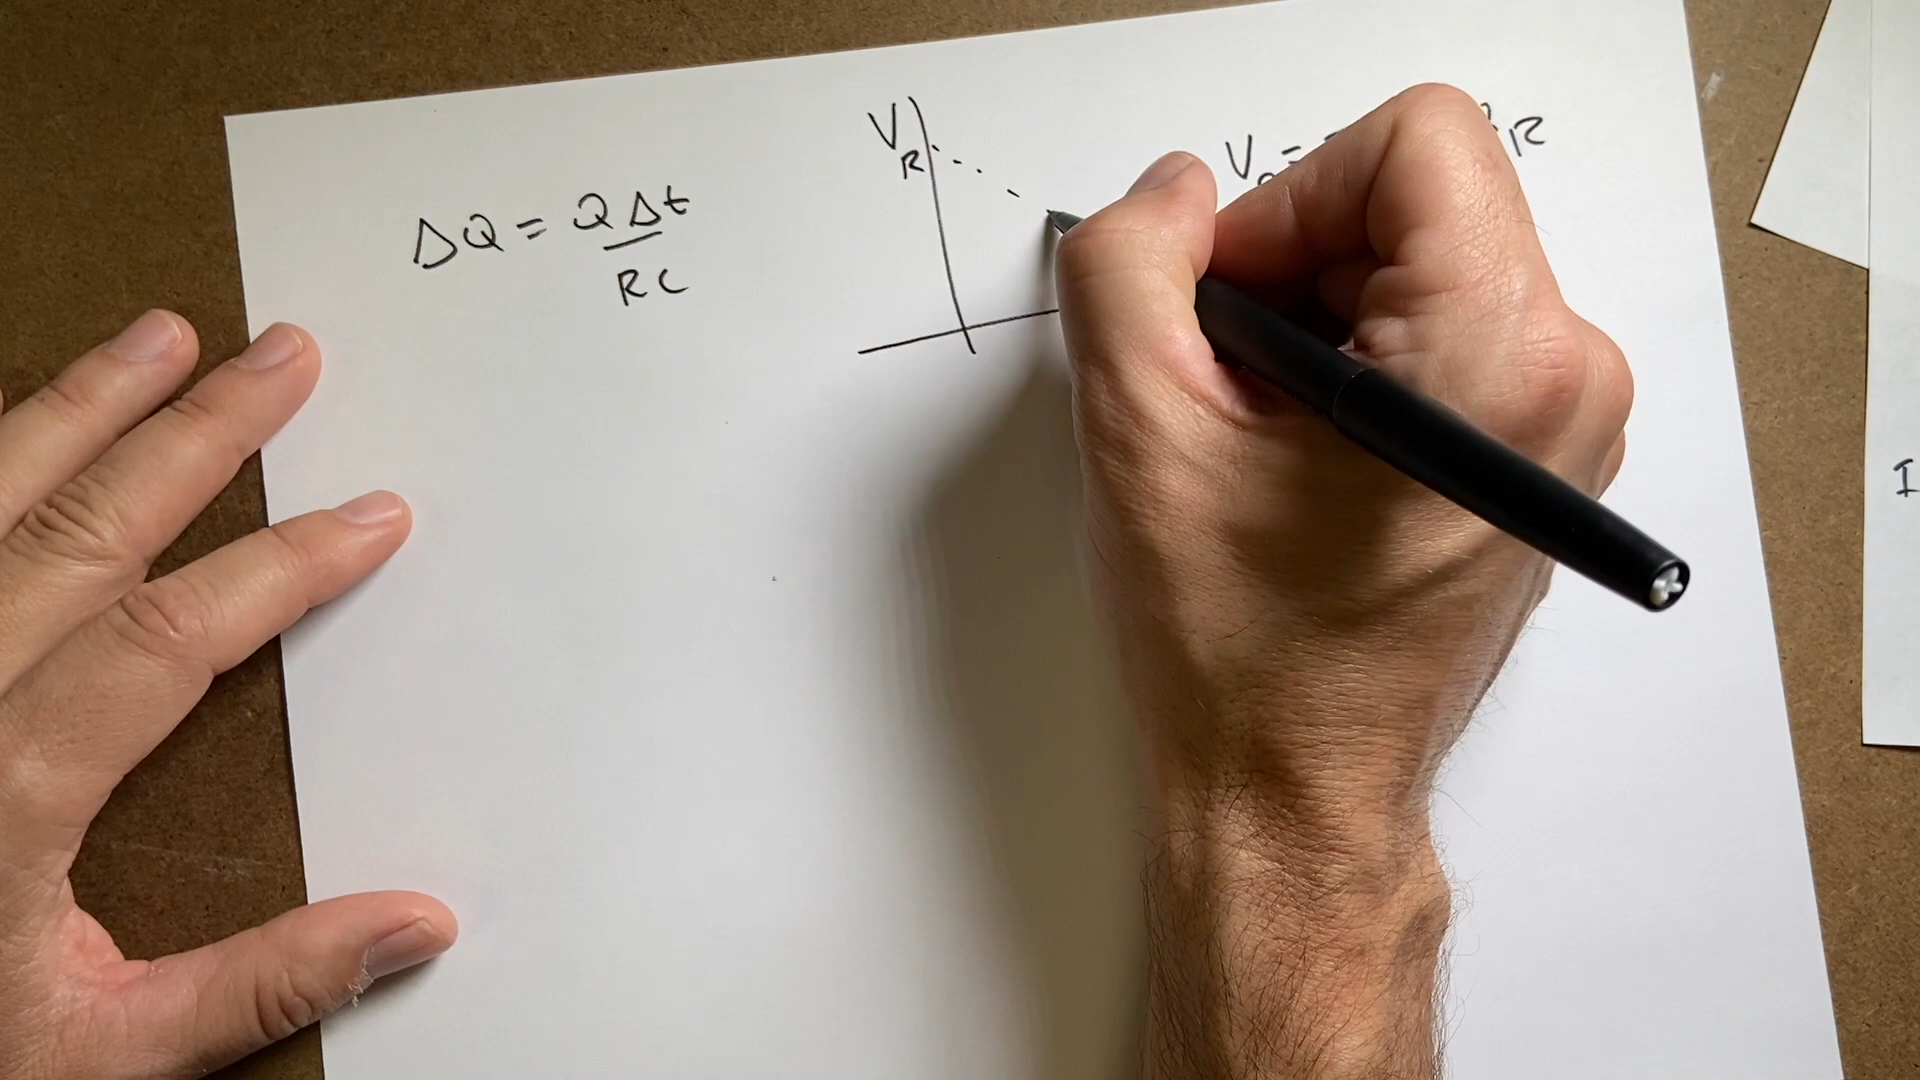 ΔQ = QΔt
RC
V
R
V =
R
I